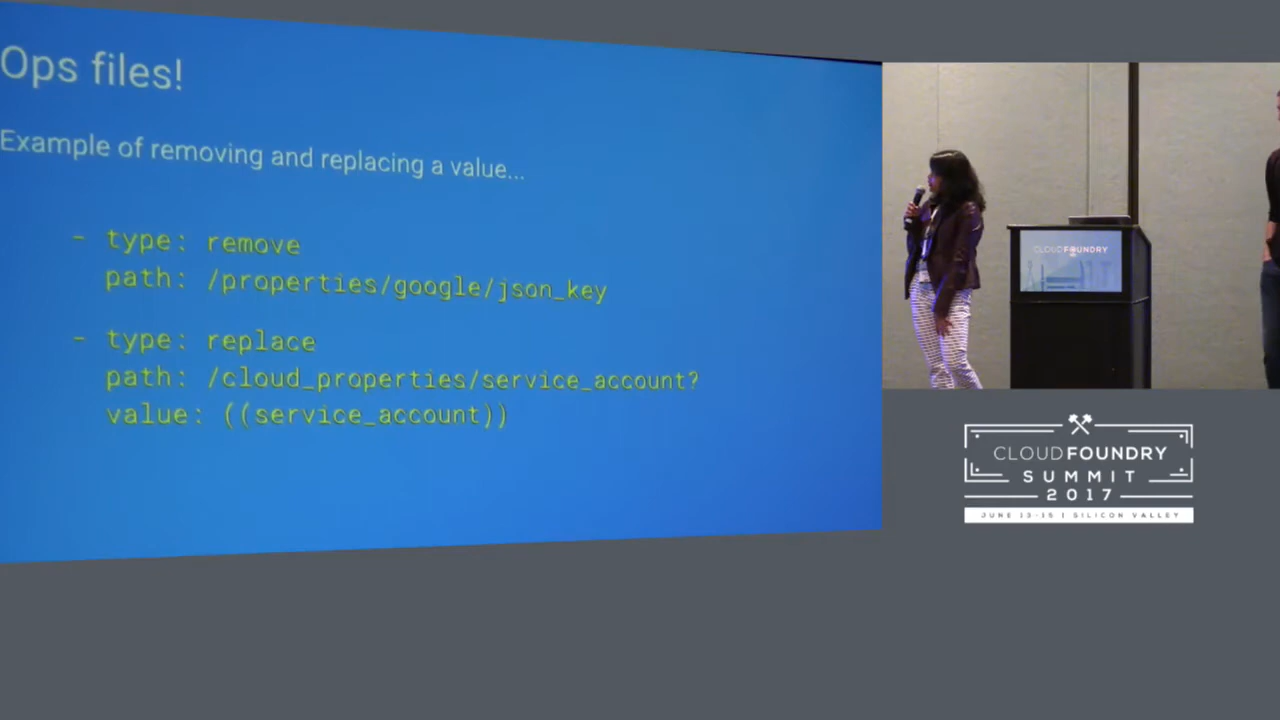 Ops files!
Example of removing and replacing a value...
- type: remove
path: /properties/google/json_key
- type: replace
path: /cloud_properties/service_account?
value: ((service_account))
CLOUDFOUNDRY
CLOUDFOUNDRY
SUMMIT
2017
JUNE 13-15 | SILICON VALLEY